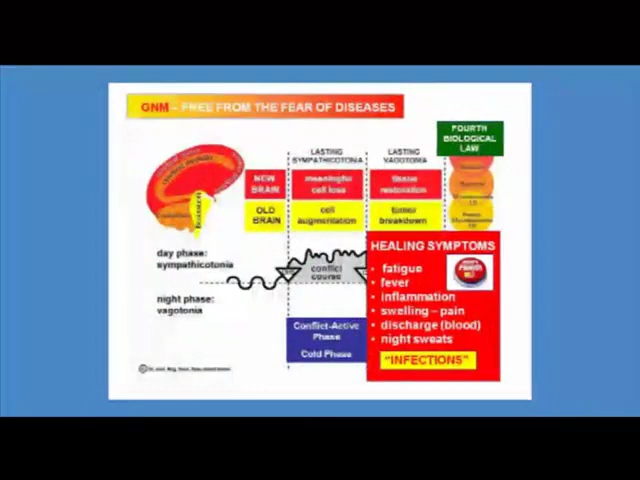 GNM – FREE FROM THE FEAR OF DISEASES
FOURTH
BIOLOGICAL
LAW
LASTING
SYMPATHICOTONIA
LASTING
VAGOTONIA
NEW
BRAIN
meaningful
cell loss
tissue
restoration
OLD
BRAIN
cell
augmentation
tumor
breakdown
day phase:
sympathicotonia
night phase:
vagotonia
conflict
course
Conflict-Active
Phase
Cold Phase
HEALING SYMPTOMS
• fatigue
• fever
• inflammation
• swelling – pain
• discharge (blood)
• night sweats
"INFECTIONS"